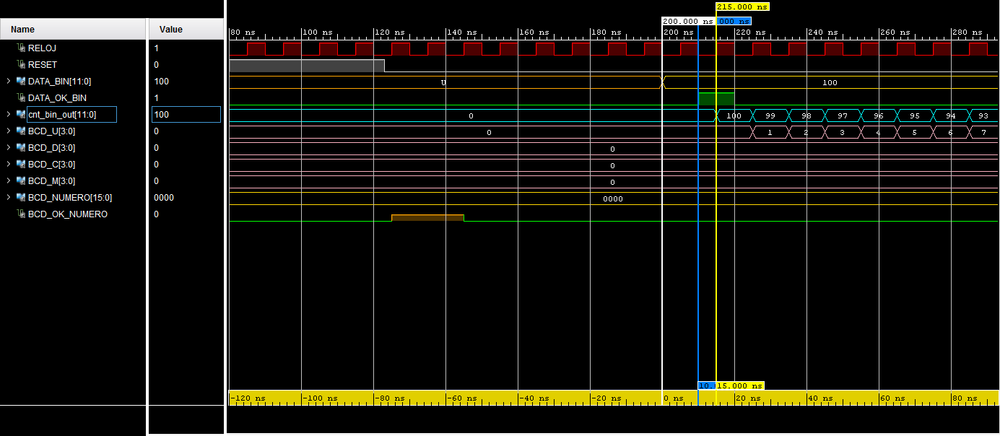 215.000 ns
200.000 ns
Name Value
80 ns 100 ns 120 ns 140 ns 160 ns 180 ns 200 ns 220 ns 240 ns 260 ns 280 ns
RELOJ 1
RESET 0
DATA_BIN[11:0] 100 U 100
DATA_OK_BIN 1
cnt_bin_out[11:0] 100 0 100 99 98 97 96 95 94 93
BCD_U[3:0] 0 0 1 2 3 4 5 6 7
BCD_D[3:0] 0 0
BCD_C[3:0] 0 0
BCD_M[3:0] 0 0
BCD_NUMERO[15:0] 0000 0000
BCD_OK_NUMERO 0
15.000 ns
-120 ns -100 ns -80 ns -60 ns -40 ns -20 ns 0 ns 20 ns 40 ns 60 ns 80 ns